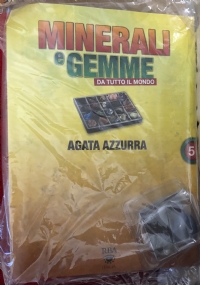 MINERALI
e GEMME
DA TUTTO IL MONDO
AGATA AZZURRA
5